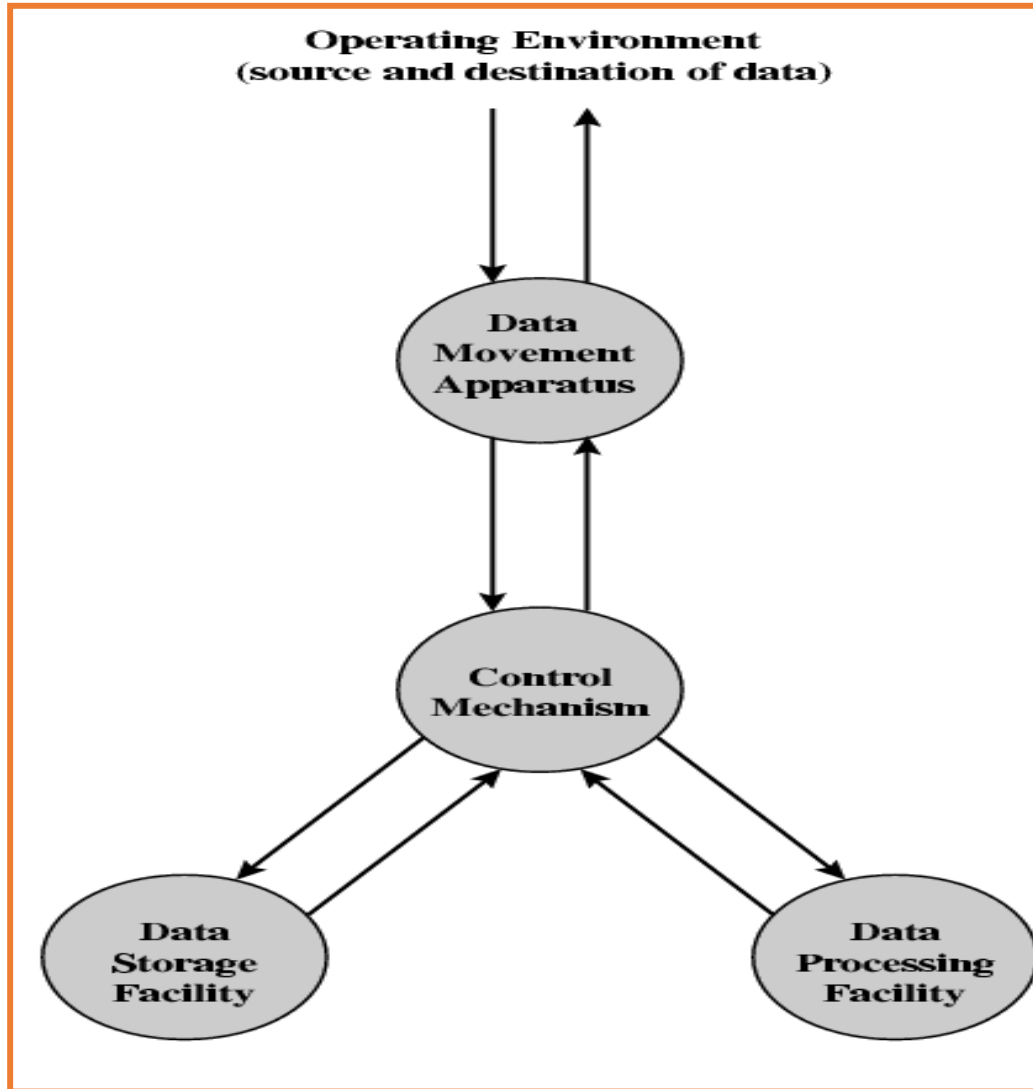 Operating Environment
(source and destination of data)
Data
Movement
Apparatus
Control
Mechanism
Data
Storage
Facility
Data
Processing
Facility